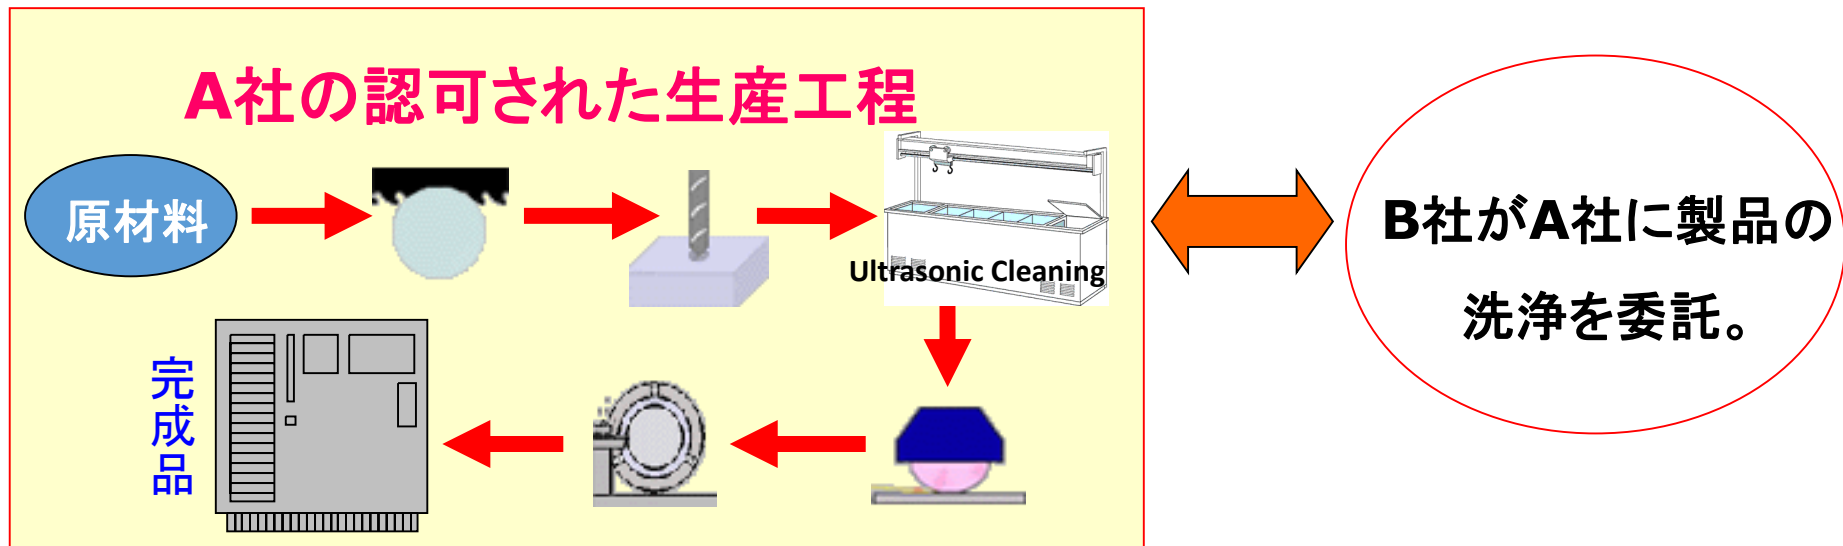 A社の認可された生産工程
原材料
Ultrasonic Cleaning
完成品
B社がA社に製品の
洗浄を委託。